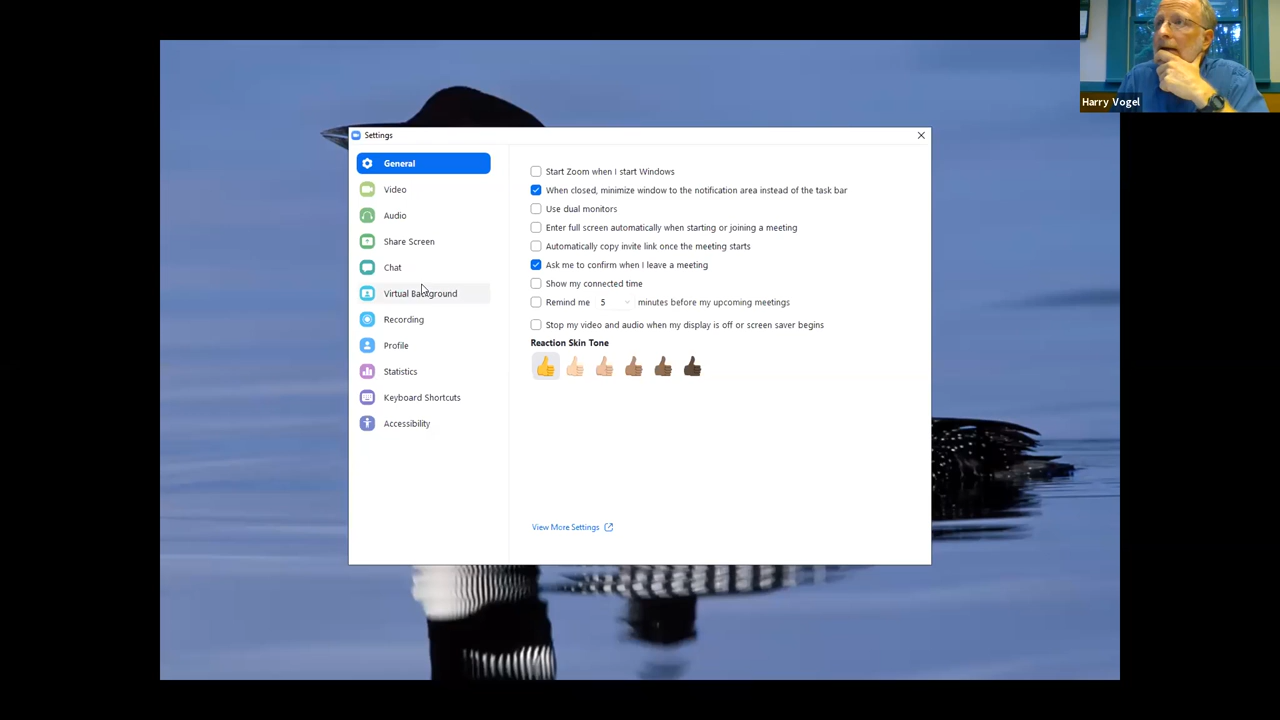 Harry Vogel
Settings
General
Video
Audio
Share Screen
Chat
Virtual Background
Recording
Profile
Statistics
Keyboard Shortcuts
Accessibility
Start Zoom when I start Windows
When closed, minimize window to the notification area instead of the task bar
Use dual monitors
Enter full screen automatically when starting or joining a meeting
Automatically copy invite link once the meeting starts
Ask me to confirm when I leave a meeting
Show my connected time
Remind me 5 minutes before my upcoming meetings
Stop my video and audio when my display is off or screen saver begins
Reaction Skin Tone
View More Settings